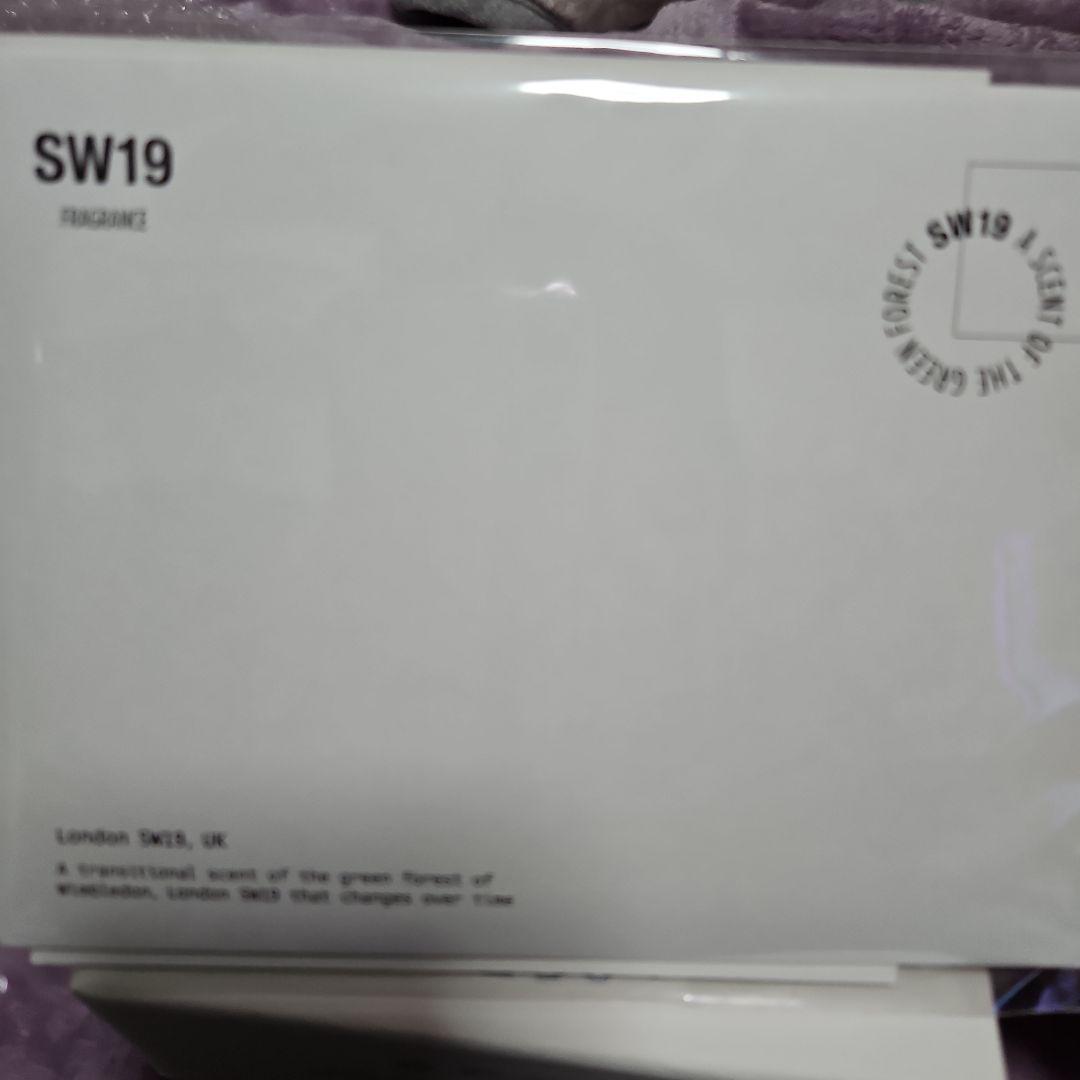 SW19
FRAGRANCE
SW19 A SCENT OF THE GREEN FOREST
London SW19, UK
A transitional scent of the green forest of
Wimbledon, London SW19 that changes over time